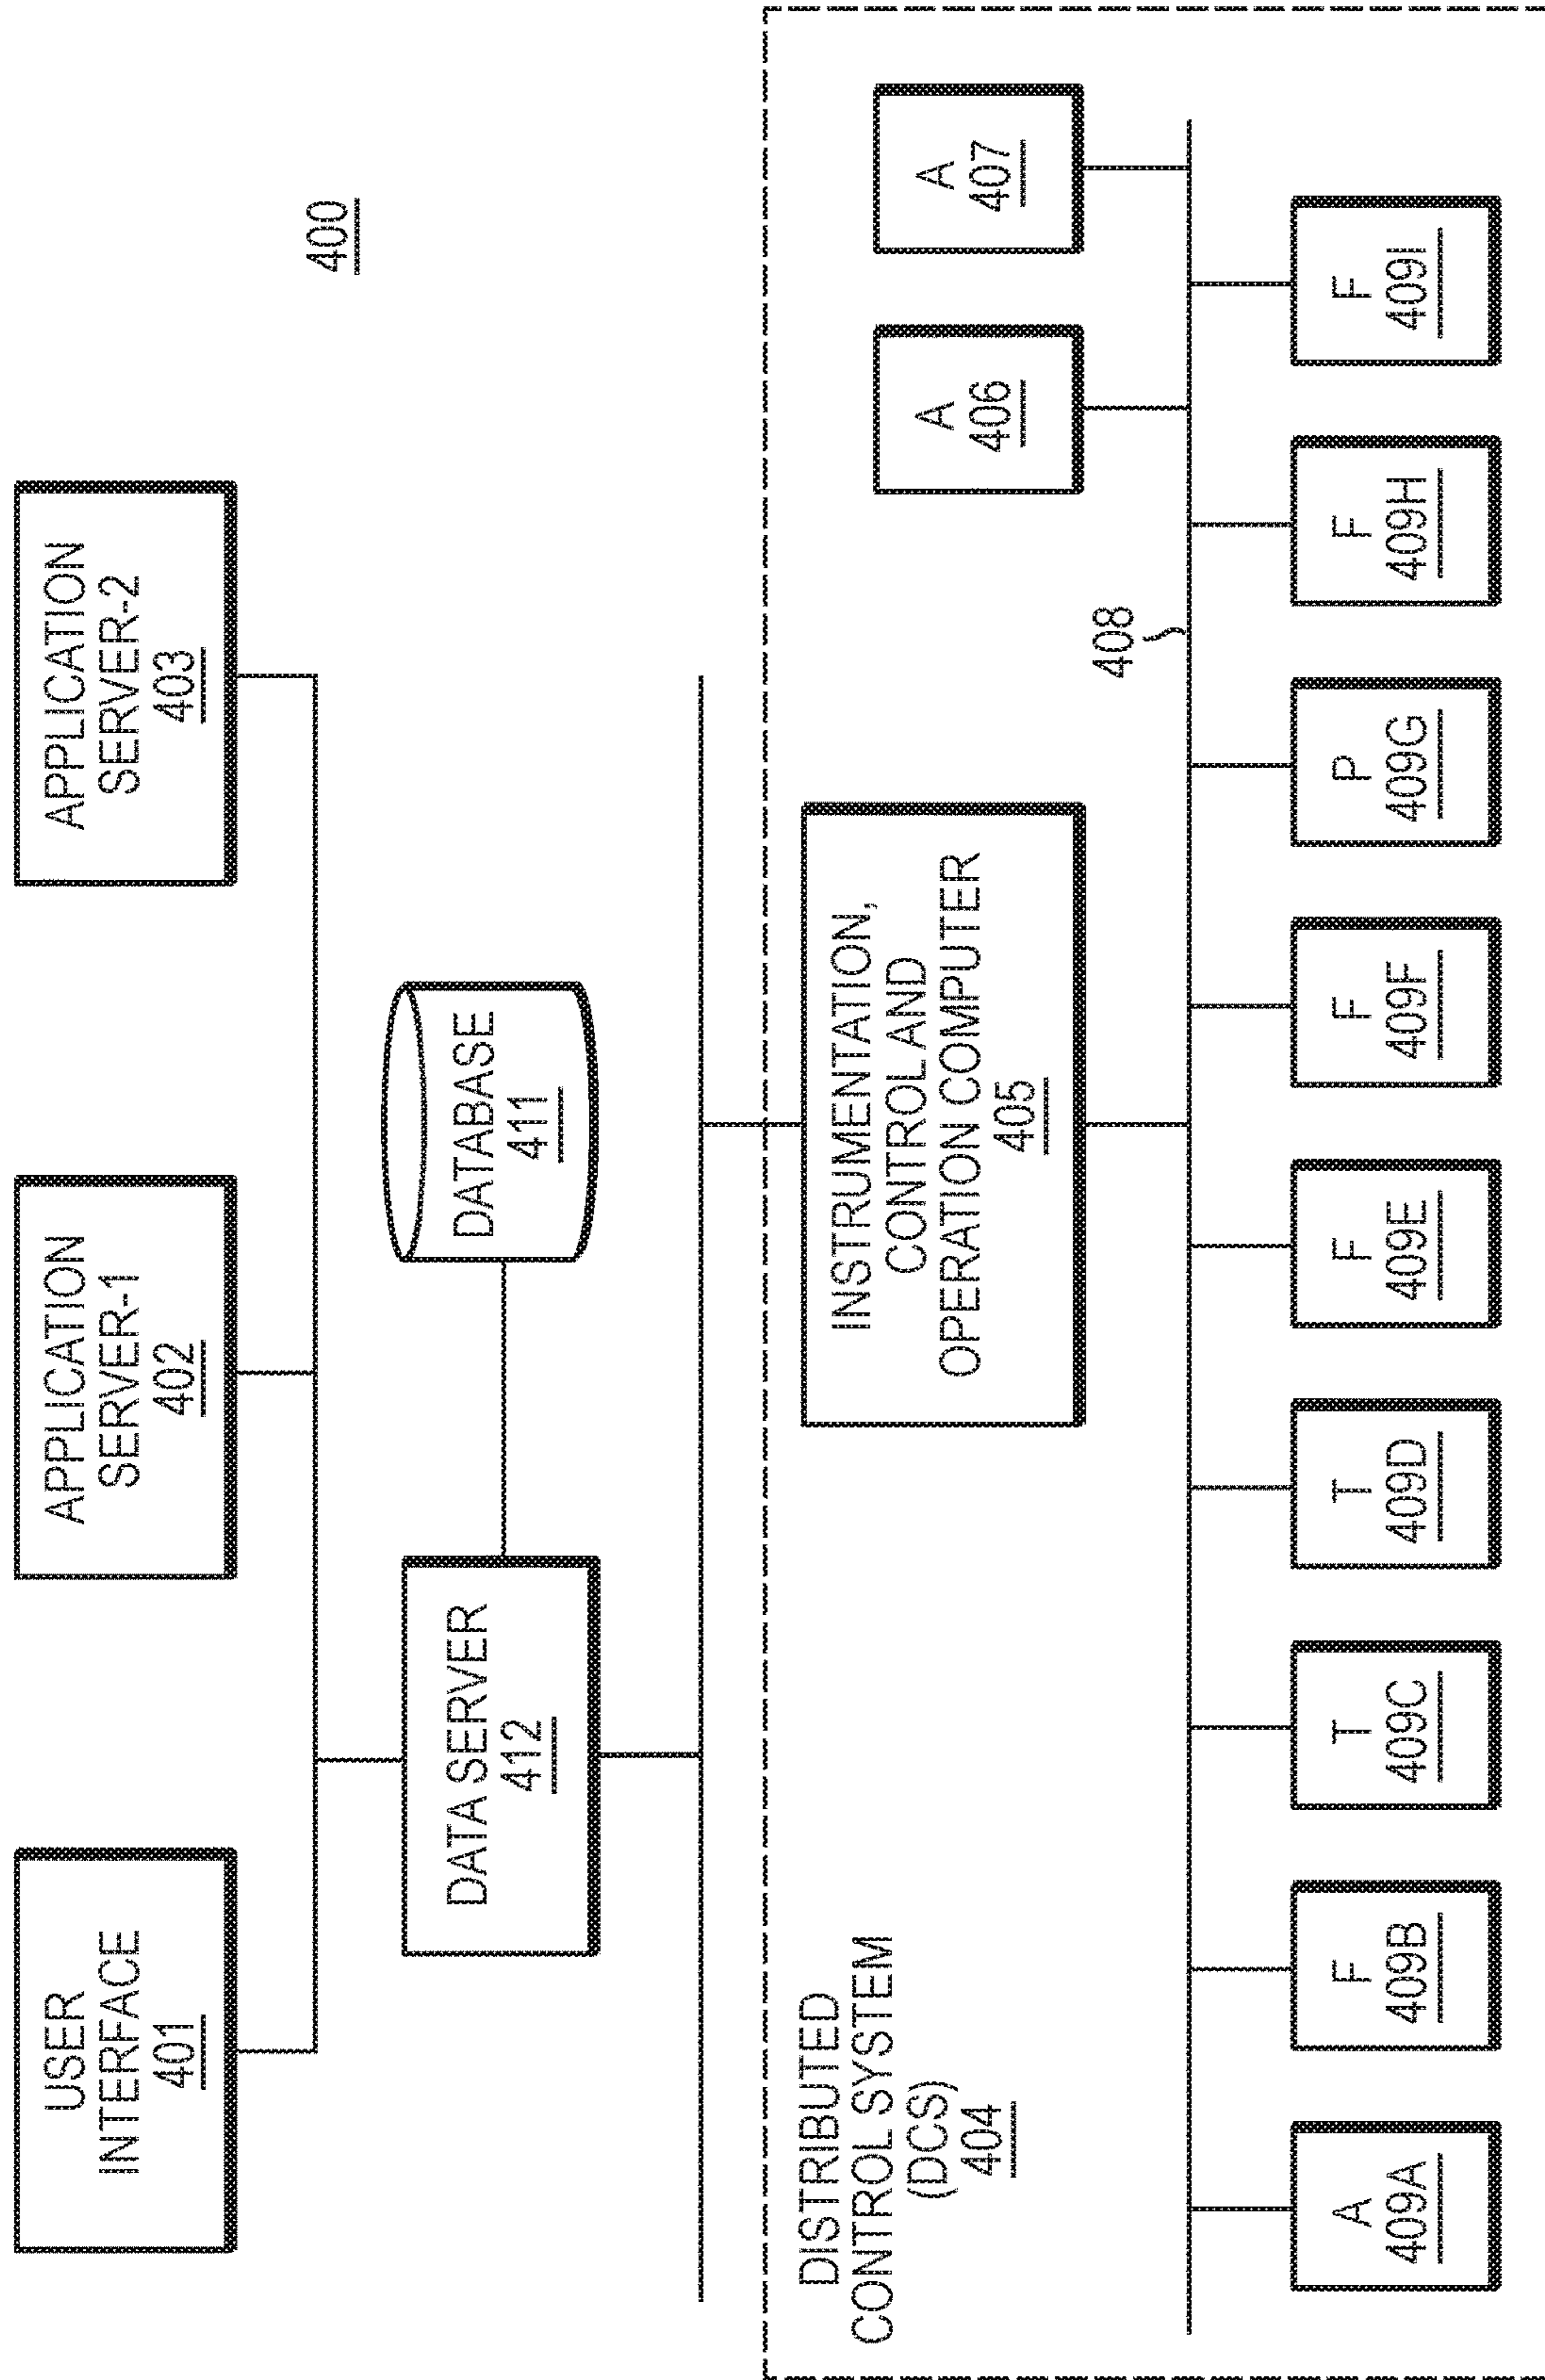 400
USER
INTERFACE
401
APPLICATION
SERVER-1
402
APPLICATION
SERVER-2
403
DATA SERVER
412
DATABASE
411
DISTRIBUTED
CONTROL SYSTEM
(DCS)
404
INSTRUMENTATION,
CONTROL AND
OPERATION COMPUTER
405
A
406
A
407
408
A
409A
F
409B
T
409C
T
409D
F
409E
F
409F
P
409G
F
409H
F
409I